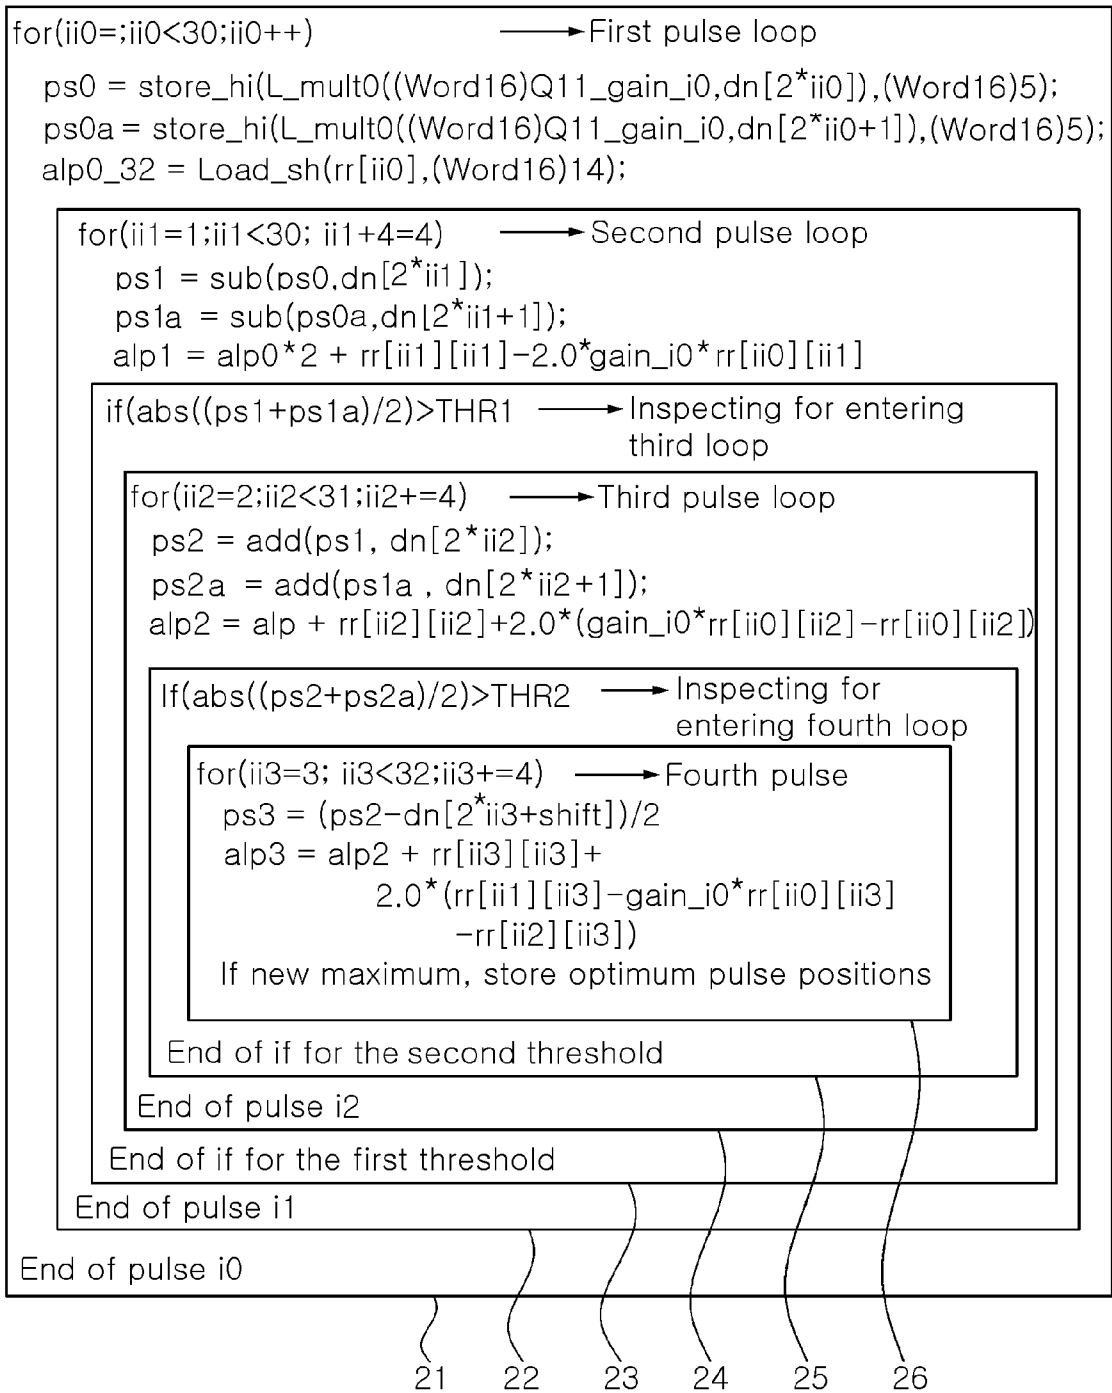 for(ii0=;ii0<30;ii0++) First pulse loop
ps0 = store_hi(L_mult0((Word16)Q11_gain_i0,dn[2*ii0]),(Word16)5);
ps0a = store_hi(L_mult0((Word16)Q11_gain_i0,dn[2*ii0+1]),(Word16)5);
alp0_32 = Load_sh(rr[ii0],(Word16)14);
for(ii1=1;ii1<30; ii1+4=4) Second pulse loop
ps1 = sub(ps0,dn[2*ii1]);
ps1a = sub(ps0a,dn[2*ii1+1]);
alp1 = alp0*2 + rr[ii1][ii1]-2.0*gain_i0*rr[ii0][ii1]
if(abs((ps1+ps1a)/2)>THR1 Inspecting for entering
third loop
for(ii2=2;ii2<31;ii2+=4) Third pulse loop
ps2 = add(ps1, dn[2*ii2]);
ps2a = add(ps1a , dn[2*ii2+1]);
alp2 = alp + rr[ii2][ii2]+2.0*(gain_i0*rr[ii0][ii2]-rr[ii0][ii2])
If(abs((ps2+ps2a)/2)>THR2 Inspecting for
entering fourth loop
for(ii3=3; ii3<32;ii3+=4) Fourth pulse
ps3 = (ps2-dn[2*ii3+shift])/2
alp3 = alp2 + rr[ii3][ii3]+
2.0*(rr[ii1][ii3]-gain_i0*rr[ii0][ii3]
-rr[ii2][ii3])
If new maximum, store optimum pulse positions
End of if for the second threshold
End of pulse i2
End of if for the first threshold
End of pulse i1
End of pulse i0
21 22 23 24 25 26